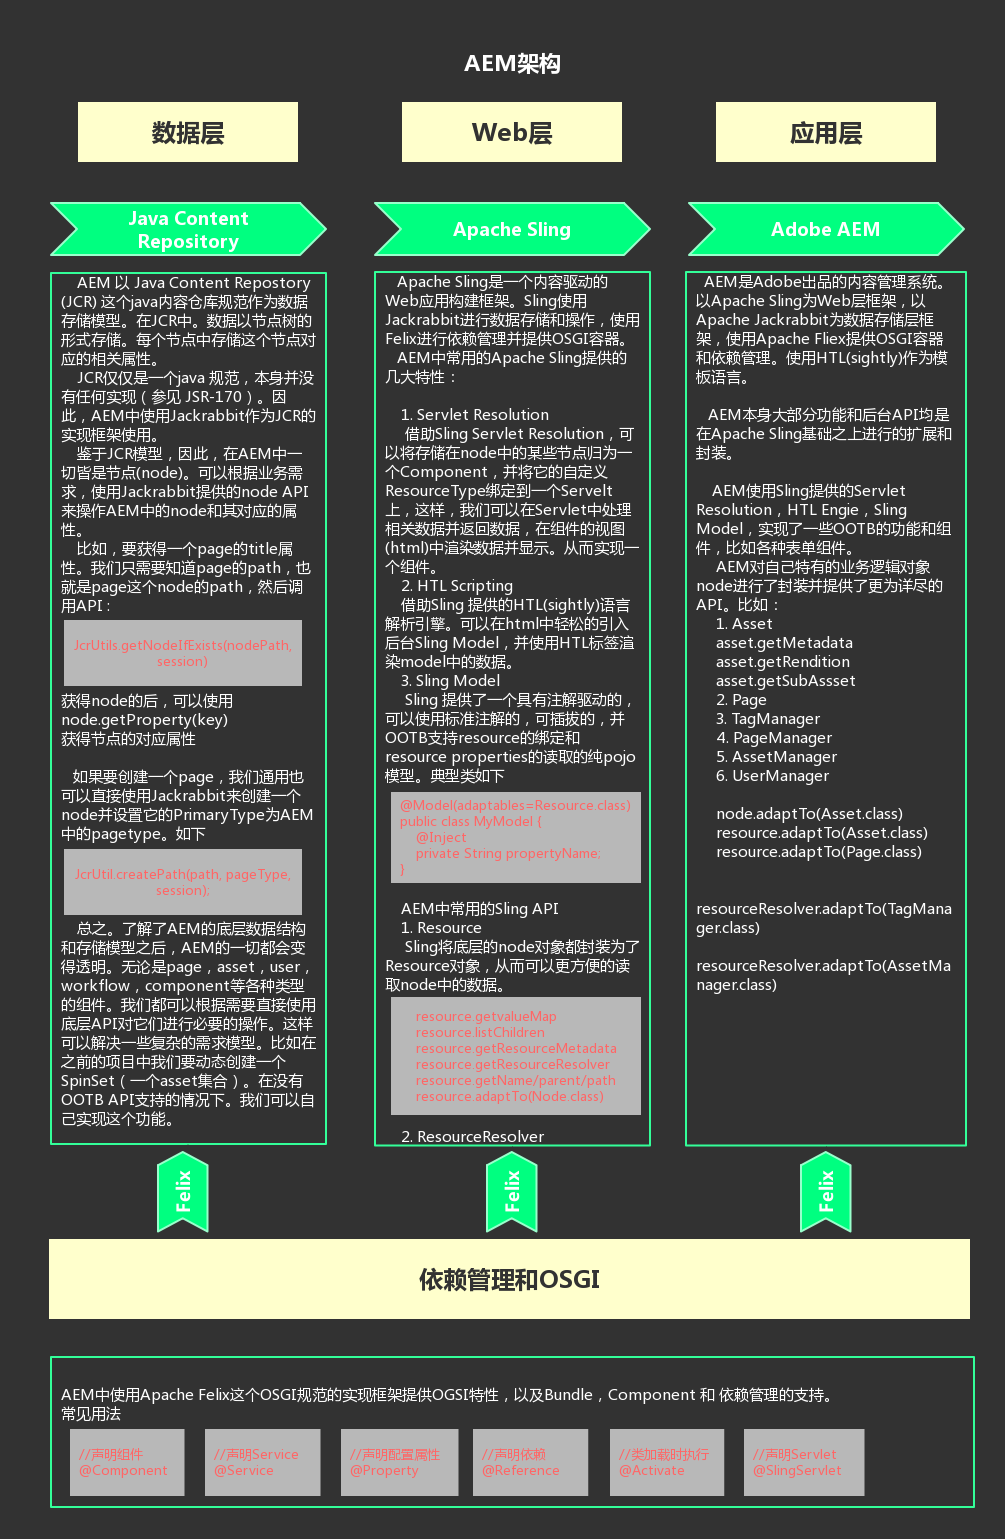 AEM架构
数据层
Java Content
Repository
AEM 以 Java Content Repostory
(JCR) 这个java内容仓库规范作为数据
存储模型。在JCR中。数据以节点树的
形式存储。每个节点中存储这个节点对
应的相关属性。
JCR仅仅是一个java 规范，本身并没
有任何实现（参见 JSR-170）。因
此，AEM中使用Jackrabbit作为JCR的
实现框架使用。
鉴于JCR模型，因此，在AEM中一
切皆是节点(node)。可以根据业务需
求，使用Jackrabbit提供的node API
来操作AEM中的node和其对应的属
性。
比如，要获得一个page的title属
性。我们只需要知道page的path，也
就是page这个node的path，然后调
用API：
JcrUtils.getNodeIfExists(nodePath,
session)
获得node的后，可以使用
node.getProperty(key)
获得节点的对应属性
如果要创建一个page，我们通用也
可以直接使用Jackrabbit来创建一个
node并设置它的PrimaryType为AEM
中的pagetype。如下
JcrUtil.createPath(path, pageType,
session);
总之。了解了AEM的底层数据结构
和存储模型之后，AEM的一切都会变
得透明。无论是page，asset，user，
workflow，component等各种类型
的组件。我们都可以根据需要直接使用
底层API对它们进行必要的操作。这样
可以解决一些复杂的需求模型。比如在
之前的项目中我们要动态创建一个
SpinSet（一个asset集合）。在没有
OOTB API支持的情况下。我们可以自
己实现这个功能。
Felix
Web层
Apache Sling
Apache Sling是一个内容驱动的
Web应用构建框架。Sling使用
Jackrabbit进行数据存储和操作，使用
Felix进行依赖管理并提供OSGI容器。
AEM中常用的Apache Sling提供的
几大特性：
1. Servlet Resolution
借助Sling Servlet Resolution，可
以将存储在node中的某些节点归为一
个Component，并将它的自定义
ResourceType绑定到一个Servelt
上，这样，我们可以在Servlet中处理
相关数据并返回数据，在组件的视图
(html)中渲染数据并显示。从而实现一
个组件。
2. HTL Scripting
借助Sling 提供的HTL(sightly)语言
解析引擎。可以在html中轻松的引入
后台Sling Model，并使用HTL标签渲
染model中的数据。
3. Sling Model
Sling 提供了一个具有注解驱动的，
可以使用标准注解的，可插拔的，并
OOTB支持resource的绑定和
resource properties的读取的纯pojo
模型。典型类如下
@Model(adaptables=Resource.class)
public class MyModel {
@Inject
private String propertyName;
}
AEM中常用的Sling API
1. Resource
Sling将底层的node对象都封装为了
Resource对象，从而可以更方便的读
取node中的数据。
resource.getvalueMap
resource.listChildren
resource.getResourceMetadata
resource.getResourceResolver
resource.getName/parent/path
resource.adaptTo(Node.class)
2. ResourceResolver
Felix
应用层
Adobe AEM
AEM是Adobe出品的内容管理系统。
以Apache Sling为Web层框架，以
Apache Jackrabbit为数据存储层框
架，使用Apache Fliex提供OSGI容器
和依赖管理。使用HTL(sightly)作为模
板语言。
AEM本身大部分功能和后台API均是
在Apache Sling基础之上进行的扩展和
封装。
AEM使用Sling提供的Servlet
Resolution，HTL Engie，Sling
Model，实现了一些OOTB的功能和组
件，比如各种表单组件。
AEM对自己特有的业务逻辑对象
node进行了封装并提供了更为详尽的
API。比如：
1. Asset
asset.getMetadata
asset.getRendition
asset.getSubAssset
2. Page
3. TagManager
4. PageManager
5. AssetManager
6. UserManager
node.adaptTo(Asset.class)
resource.adaptTo(Asset.class)
resource.adaptTo(Page.class)
resourceResolver.adaptTo(TagMana
ger.class)
resourceResolver.adaptTo(AssetMa
nager.class)
Felix
依赖管理和OSGI
AEM中使用Apache Felix这个OSGI规范的实现框架提供OGSI特性，以及Bundle，Component 和 依赖管理的支持。
常见用法
//声明组件
@Component
//声明Service
@Service
//声明配置属性
@Property
//声明依赖
@Reference
//类加载时执行
@Activate
//声明Servlet
@SlingServlet